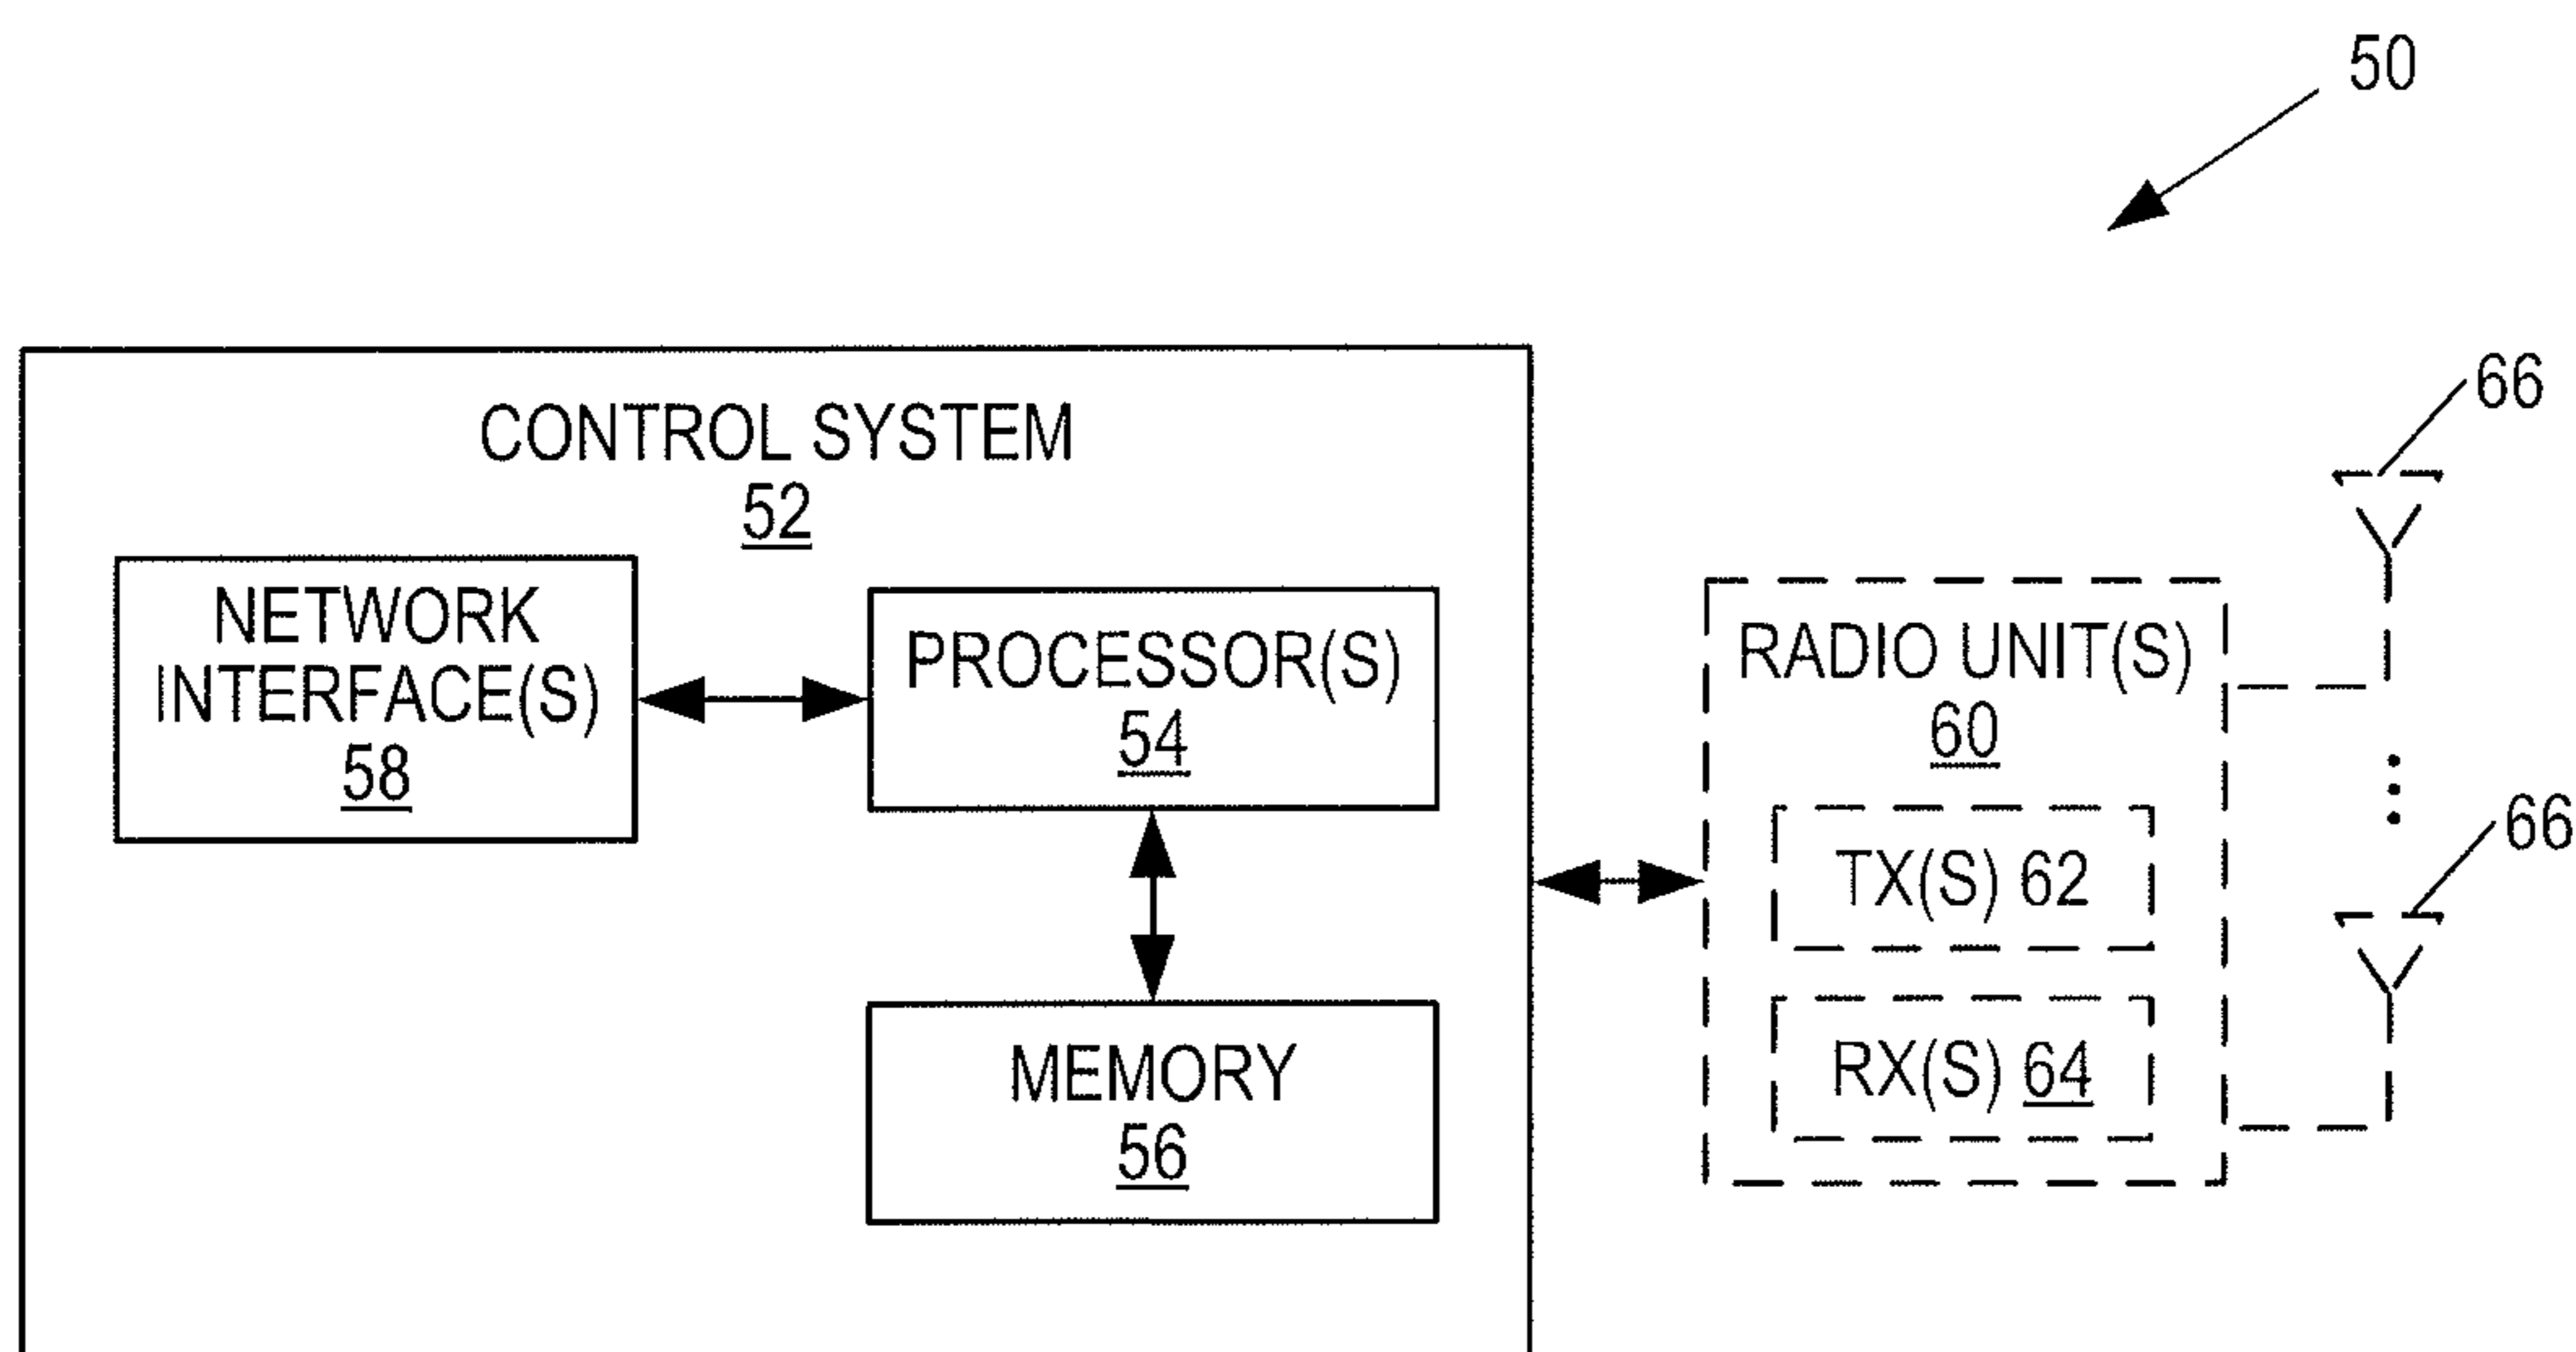 50
CONTROL SYSTEM
52
NETWORK
INTERFACE(S)
58
PROCESSOR(S)
54
MEMORY
56
RADIO UNIT(S)
60
TX(S) 62
RX(S) 64
66
66